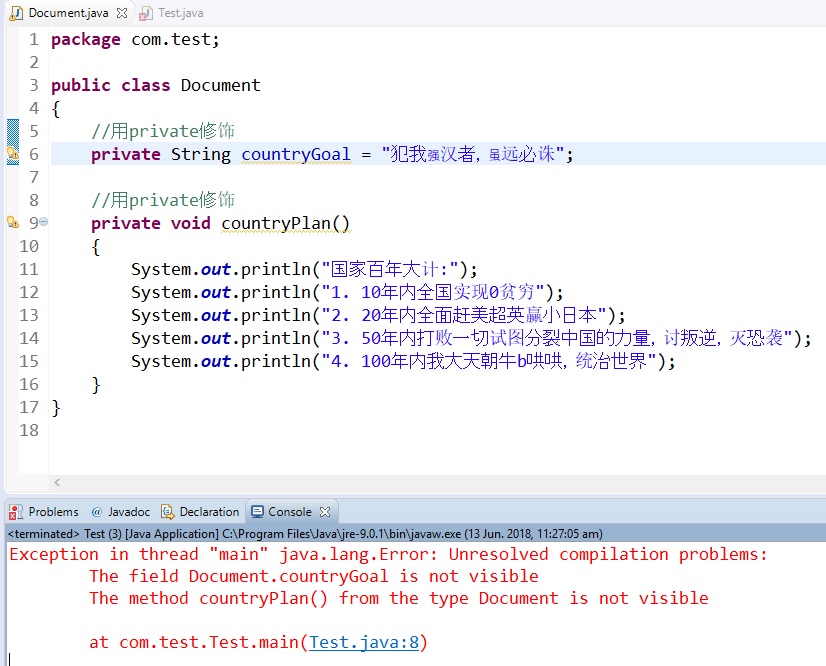 Document.java Test.java
1 package com.test;
2
3 public class Document
4 {
5 //用private修饰
6 private String countryGoal = "犯我强汉者, 虽远必诛";
7
8 //用private修饰
9 private void countryPlan()
10 {
11 System.out.println("国家百年大计:");
12 System.out.println("1. 10年内全国实现0贫穷");
13 System.out.println("2. 20年内全面赶美超英赢小日本");
14 System.out.println("3. 50年内打败一切试图分裂中国的力量, 讨叛逆, 灭恐袭");
15 System.out.println("4. 100年内我大天朝牛b哄哄, 统治世界");
16 }
17 }
18
Problems @ Javadoc Declaration Console
<terminated> Test (3) [Java Application] C:\Program Files\Java\jre-9.0.1\bin\javaw.exe (13 Jun. 2018, 11:27:05 am)
Exception in thread "main" java.lang.Error: Unresolved compilation problems:
The field Document.countryGoal is not visible
The method countryPlan() from the type Document is not visible
at com.test.Test.main(Test.java:8)